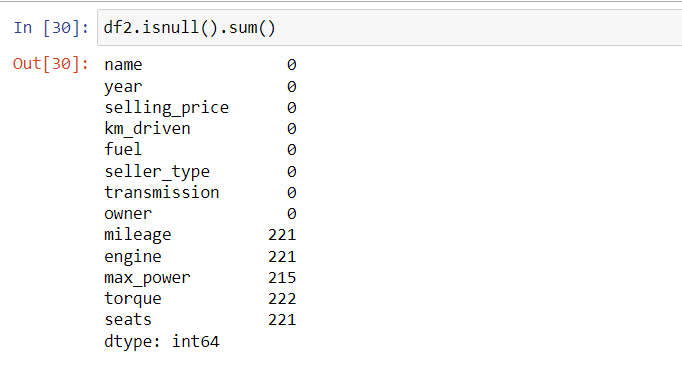 In [30]: df2.isnull().sum()
Out[30]: name 0
year 0
selling_price 0
km_driven 0
fuel 0
seller_type 0
transmission 0
owner 0
mileage 221
engine 221
max_power 215
torque 222
seats 221
dtype: int64